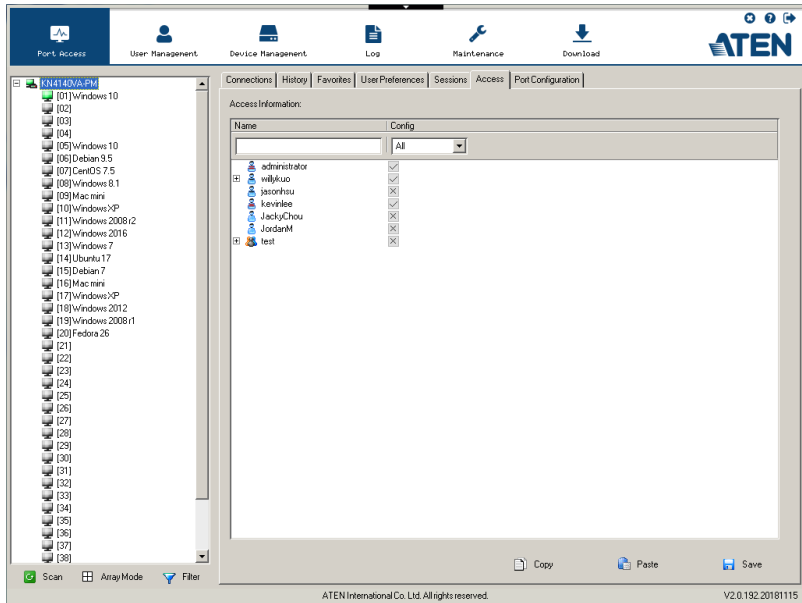 Port Access
User Management
Device Management
Log
Maintenance
Download
ATEN
KN4140VA-PM
[01]Windows 10
[02]
[03]
[04]
[05]Windows 10
[06]Debian 9.5
[07]CentOS 7.5
[08]Windows 8.1
[09]Mac mini
[10]WindowsXP
[11]Windows 2008 r2
[12]Windows 2016
[13]Windows 7
[14]Ubuntu 17
[15]Debian 7
[16]Mac mini
[17]WindowsXP
[18]Windows 2012
[19]Windows 2008 r1
[20]Fedora 26
[21]
[22]
[23]
[24]
[25]
[26]
[27]
[28]
[29]
[30]
[31]
[32]
[33]
[34]
[35]
[36]
[37]
[38]
Scan
Array Mode
Filter
Connections
History
Favorites
User Preferences
Sessions
Access
Port Configuration
Access Information:
Name Config
All
administrator
willykuo
jasonhsu
kevinlee
JackyChou
JordanM
test
Copy
Paste
Save
ATEN International Co. Ltd. All rights reserved.
V2.0.192.20181115